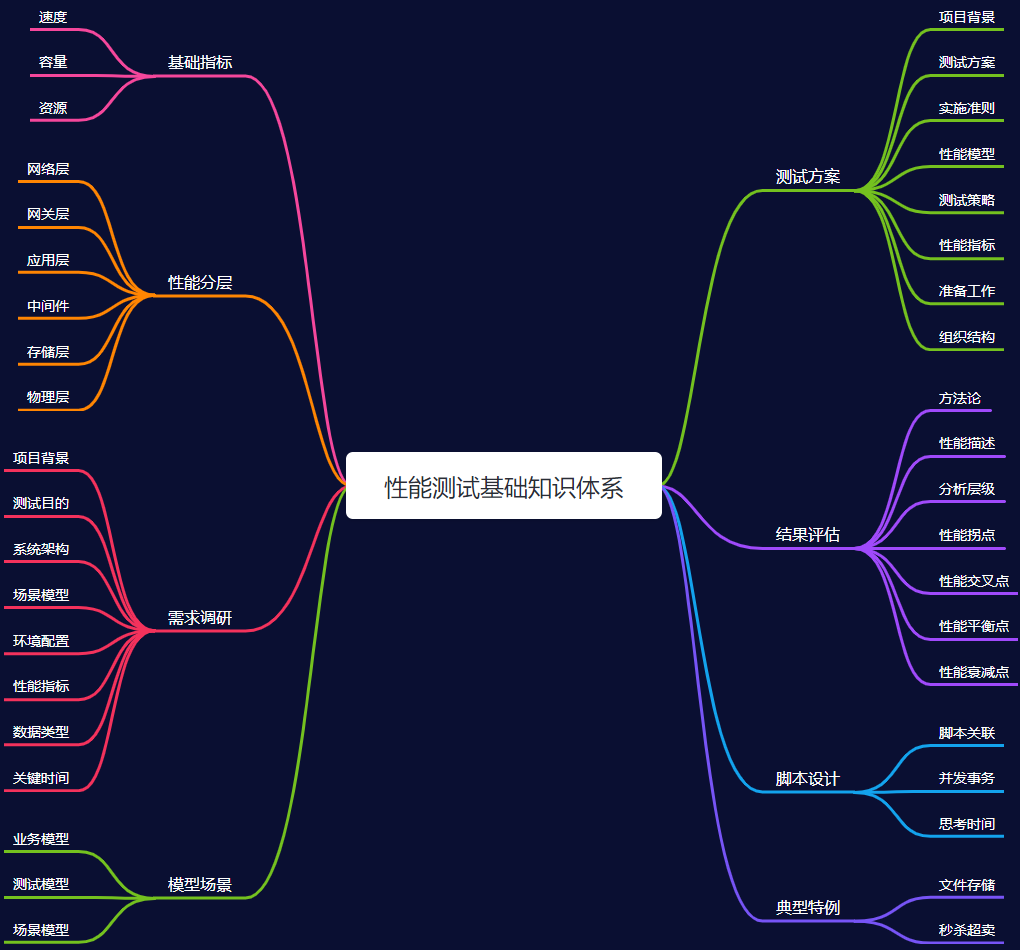 性能测试基础知识体系
基础指标
速度
容量
资源
性能分层
网络层
网关层
应用层
中间件
存储层
物理层
需求调研
项目背景
测试目的
系统架构
场景模型
环境配置
性能指标
数据类型
关键时间
模型场景
业务模型
测试模型
场景模型
测试方案
项目背景
测试方案
实施准则
性能模型
测试策略
性能指标
准备工作
组织结构
结果评估
方法论
性能描述
分析层级
性能拐点
性能交叉点
性能平衡点
性能衰减点
脚本设计
脚本关联
并发事务
思考时间
典型特例
文件存储
秒杀超卖